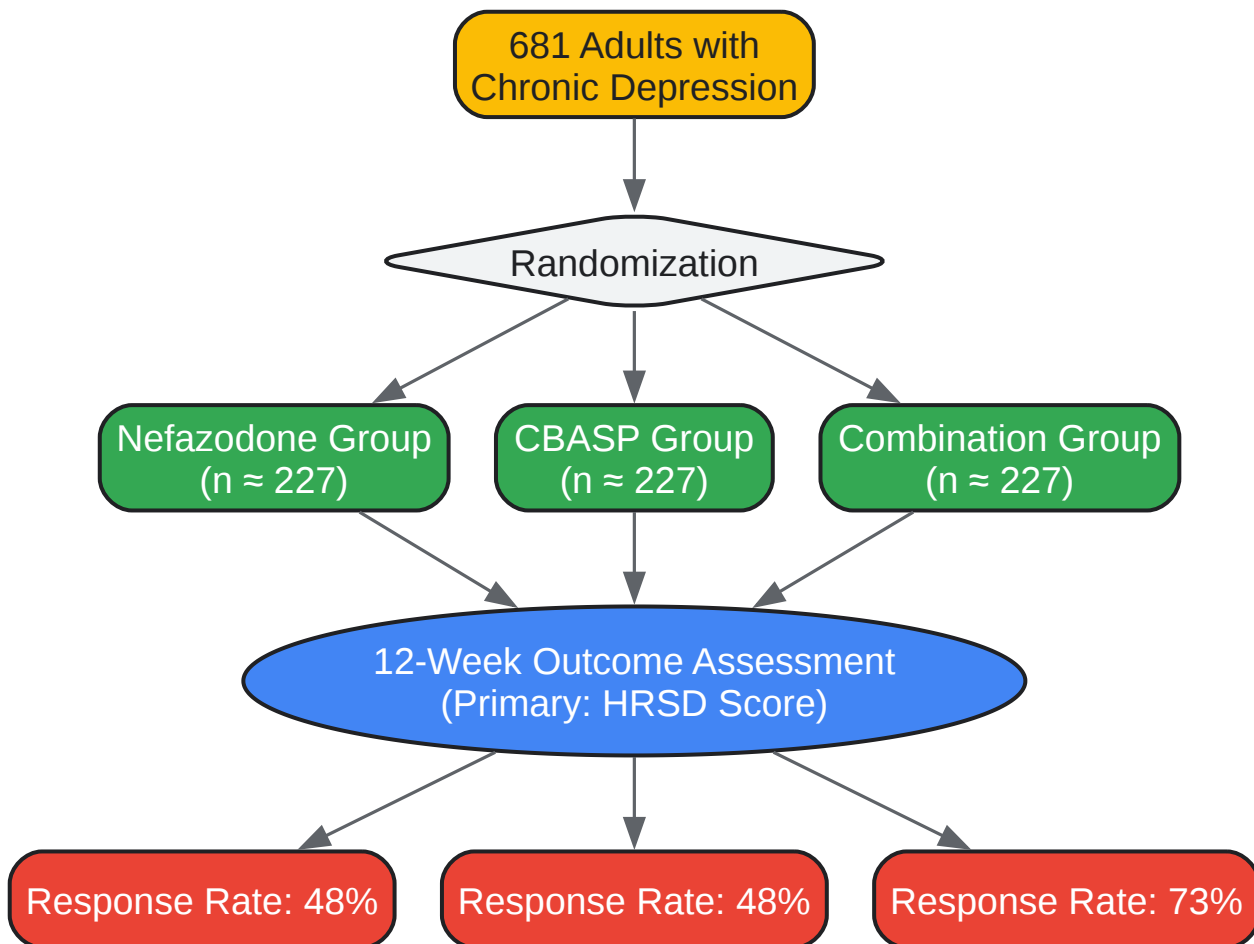 681 Adults with
Chronic Depression
Randomization
Nefazodone Group
(n ≈ 227)
CBASP Group
(n ≈ 227)
Combination Group
(n ≈ 227)
12-Week Outcome Assessment
(Primary: HRSD Score)
Response Rate: 48%
Response Rate: 48%
Response Rate: 73%